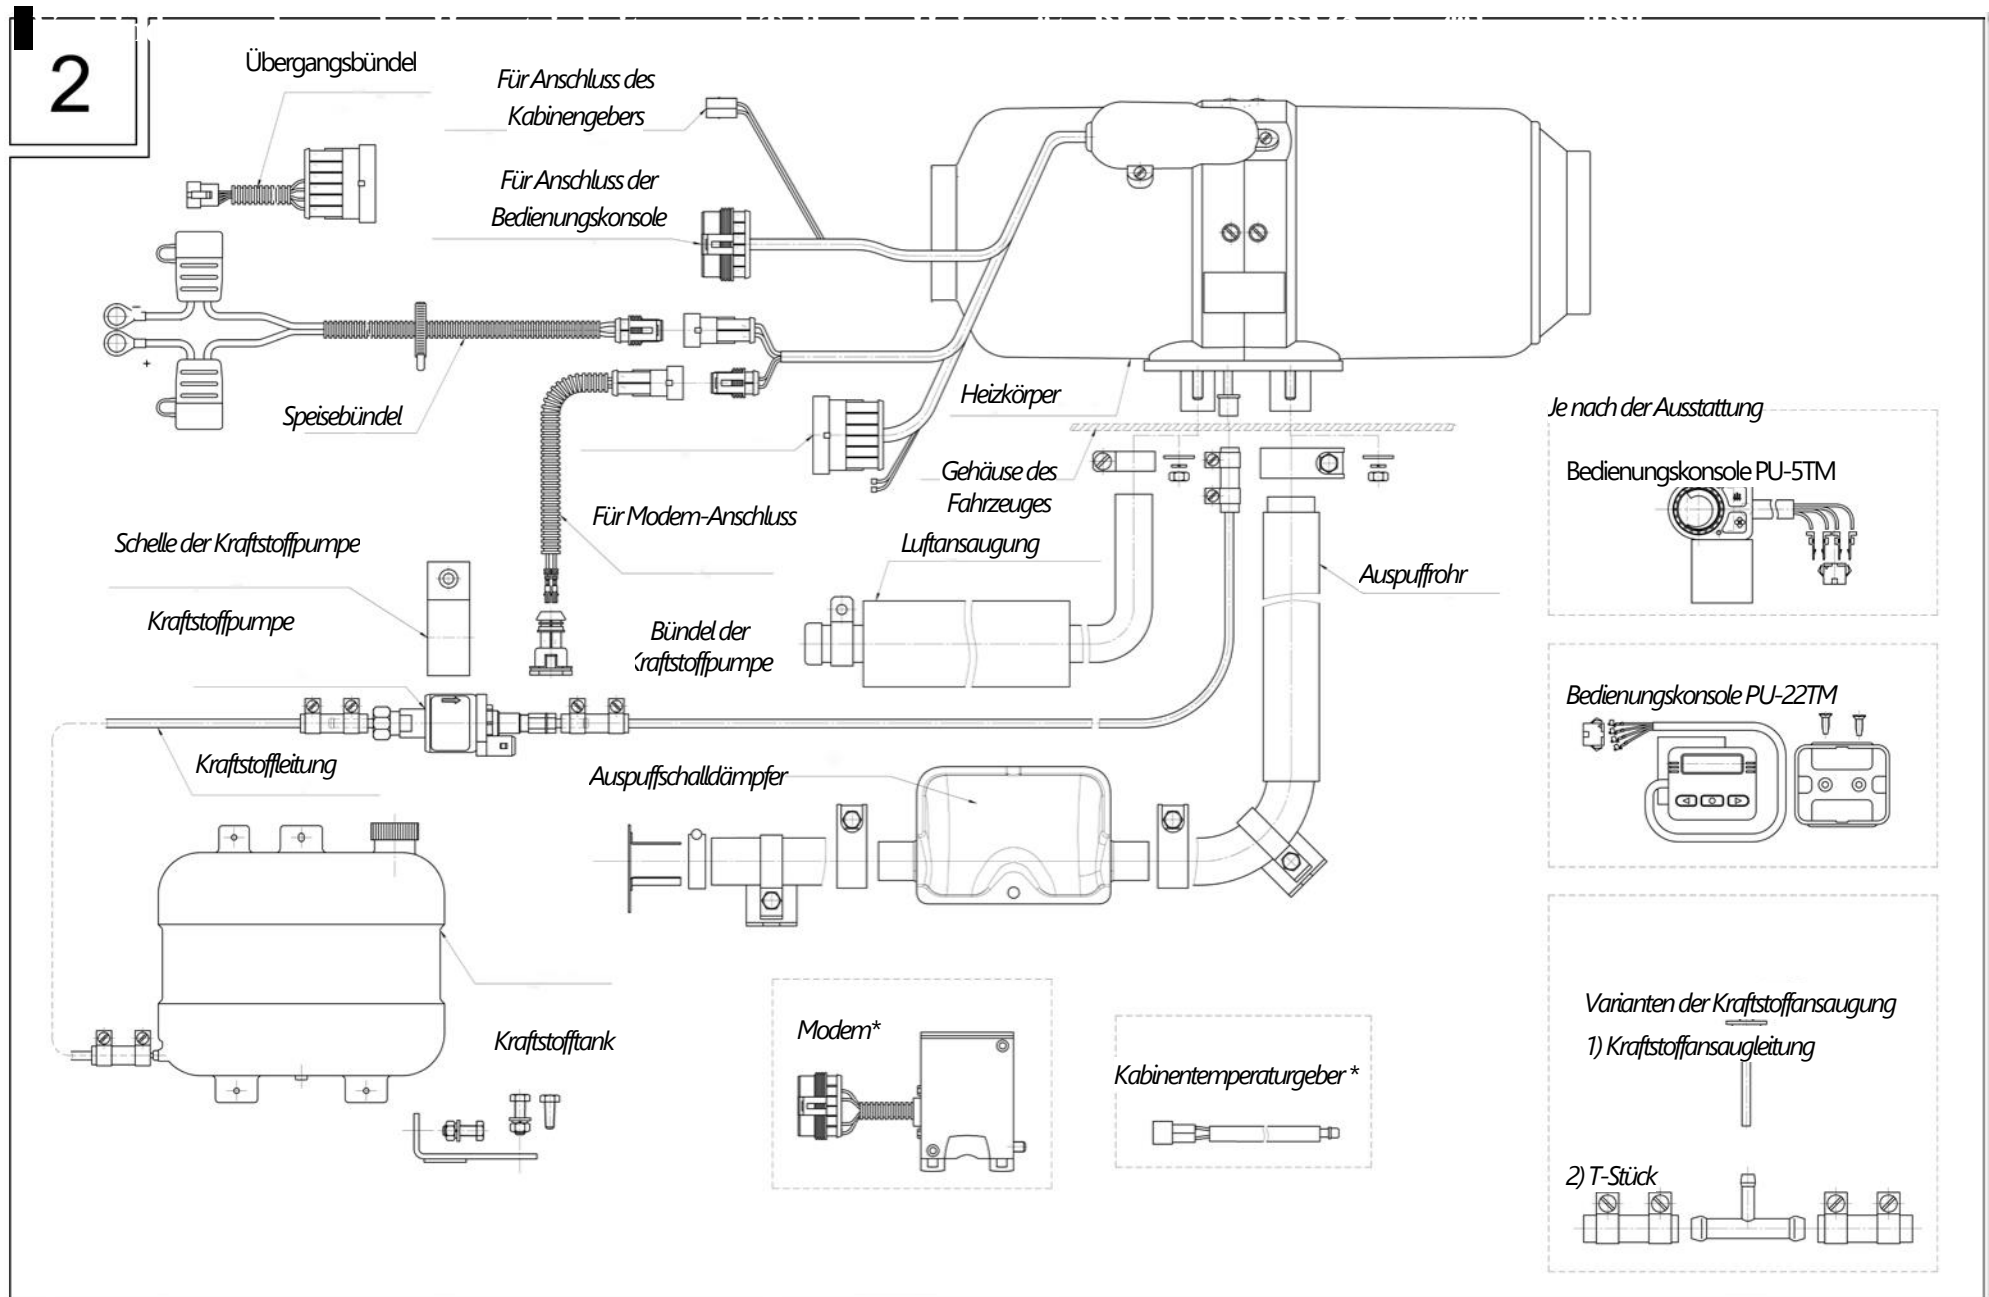 2
Übergangsbündel
Für Anschluss des
Kabinengebers
Für Anschluss der
Bedienungskonsole
−
+
Speisebündel
Heizkörper
Gehäuse des
Fahrzeuges
Für Modem-Anschluss
Luftansaugung
Auspuffrohr
Schelle der Kraftstoffpumpe
Kraftstoffpumpe
Bündel der
Kraftstoffpumpe
Kraftstoffleitung
Auspuffschalldämpfer
Kraftstofftank
Modem*
Kabinentemperaturgeber *
Je nach der Ausstattung
Bedienungskonsole PU-5TM
Bedienungskonsole PU-22TM
Varianten der Kraftstoffansaugung
1) Kraftstoffansaugleitung
2) T-Stück